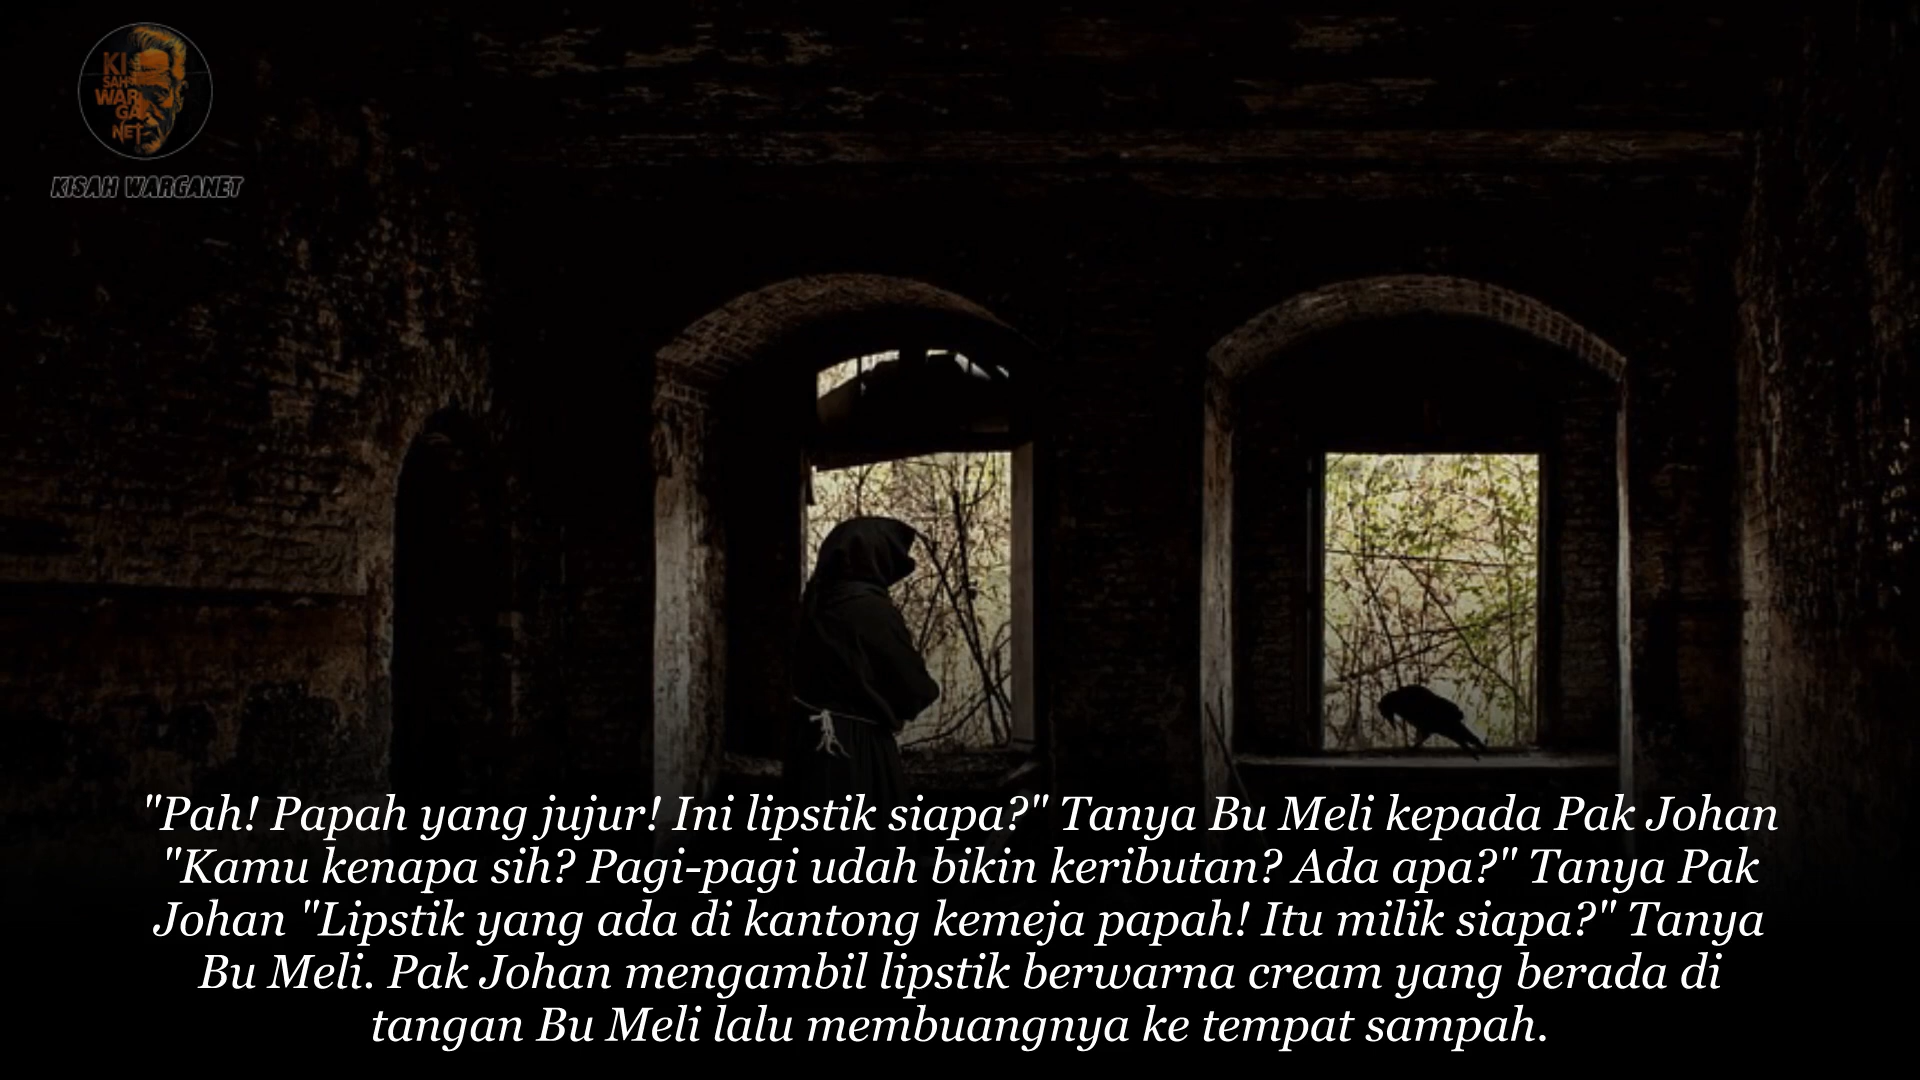 KI
SAH
WAR
GA
NET
KISAH WARGANET
"Pah! Papah yang jujur! Ini lipstik siapa?" Tanya Bu Meli kepada Pak Johan
"Kamu kenapa sih? Pagi-pagi udah bikin keributan? Ada apa?" Tanya Pak
Johan "Lipstik yang ada di kantong kemeja papah! Itu milik siapa?" Tanya
Bu Meli. Pak Johan mengambil lipstik berwarna cream yang berada di
tangan Bu Meli lalu membuangnya ke tempat sampah.